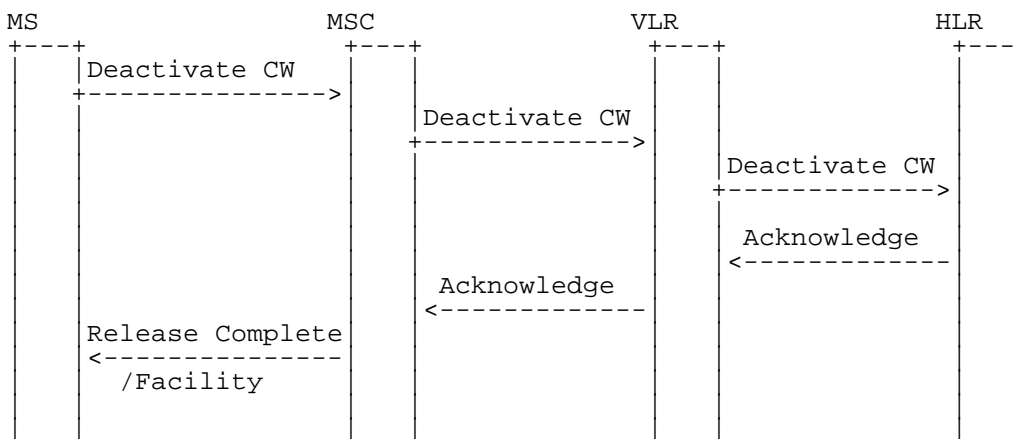 MS MSC VLR HLR
Deactivate CW
Deactivate CW
Deactivate CW
Acknowledge
Acknowledge
Release Complete
/Facility